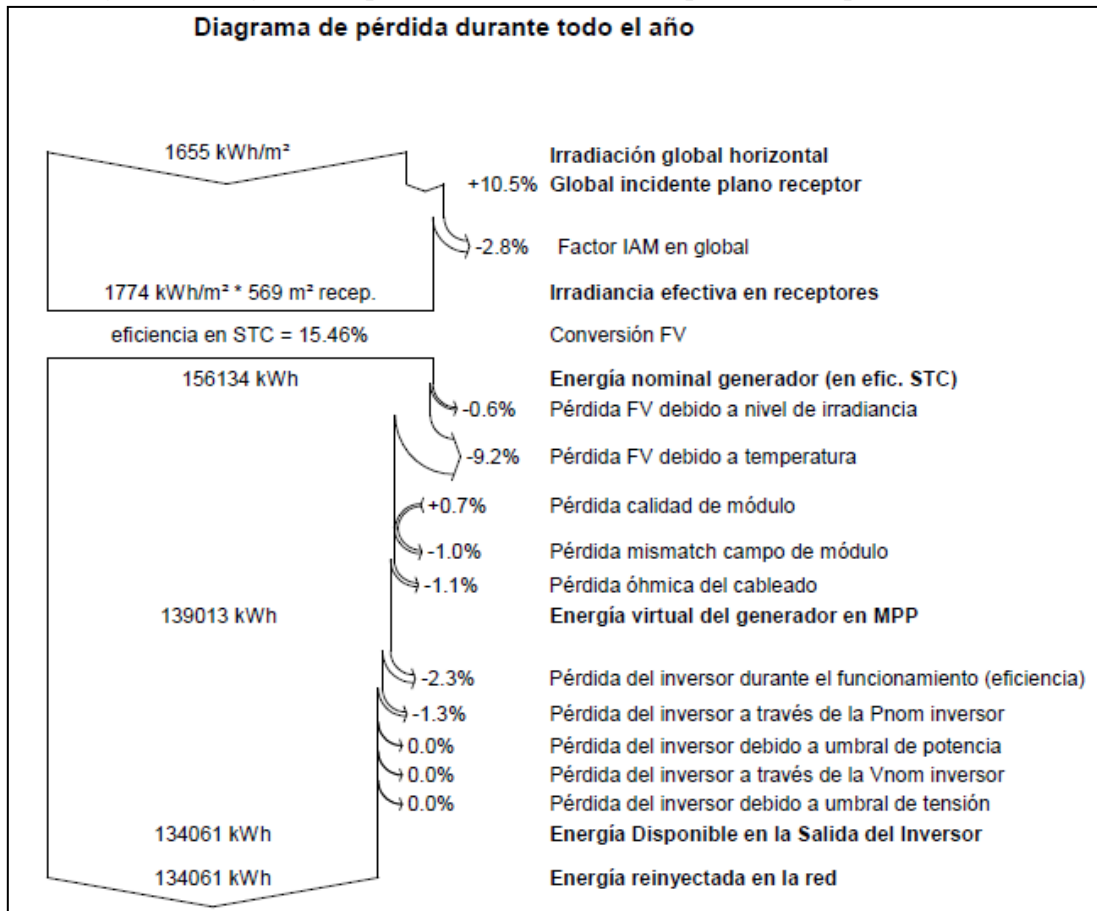 Diagrama de pérdida durante todo el año
1655 kWh/m² Irradiación global horizontal
+10.5% Global incidente plano receptor
-2.8% Factor IAM en global
1774 kWh/m² * 569 m² recep. Irradiancia efectiva en receptores
eficiencia en STC = 15.46% Conversión FV
156134 kWh Energía nominal generador (en efic. STC)
-0.6% Pérdida FV debido a nivel de irradiancia
-9.2% Pérdida FV debido a temperatura
+0.7% Pérdida calidad de módulo
-1.0% Pérdida mismatch campo de módulo
-1.1% Pérdida óhmica del cableado
139013 kWh Energía virtual del generador en MPP
-2.3% Pérdida del inversor durante el funcionamiento (eficiencia)
-1.3% Pérdida del inversor a través de la Pnom inversor
0.0% Pérdida del inversor debido a umbral de potencia
0.0% Pérdida del inversor a través de la Vnom inversor
0.0% Pérdida del inversor debido a umbral de tensión
134061 kWh Energía Disponible en la Salida del Inversor
134061 kWh Energía reinyectada en la red